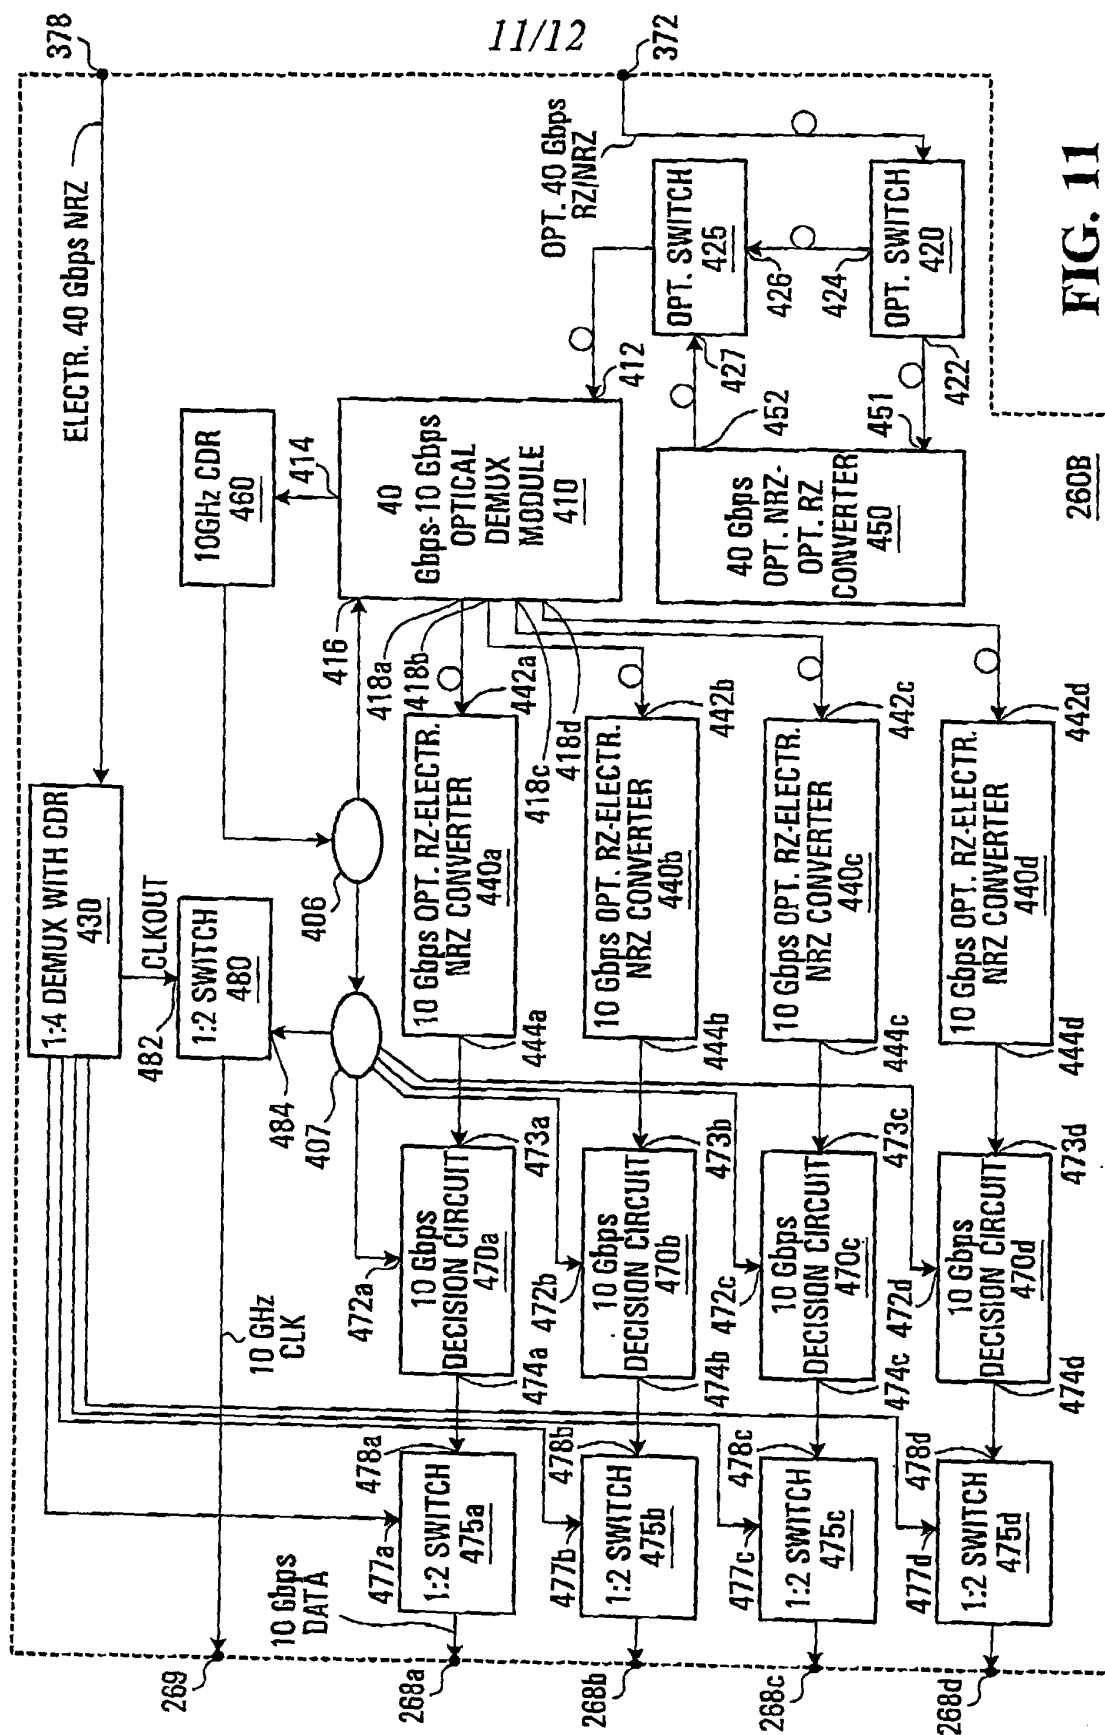 11/12
378
372
ELECTR. 40 Gbps NRZ
OPT. 40 Gbps
RZ/NRZ
1:4 DEMUX WITH CDR
430
CLKOUT
482
1:2 SWITCH
480
484
10GHz CDR
460
414
406
407
416
40
Gbps-10 Gbps
OPTICAL
DEMUX
MODULE
410
412
418a
418b
418c
418d
OPT. SWITCH
425
426
427
424
OPT. SWITCH
420
422
40 Gbps
OPT. NRZ-
OPT. RZ
CONVERTER
450
452
451
442a
10 Gbps OPT. RZ-ELECTR.
NRZ CONVERTER
440a
444a
442b
10 Gbps OPT. RZ-ELECTR.
NRZ CONVERTER
440b
444b
442c
10 Gbps OPT. RZ-ELECTR.
NRZ CONVERTER
440c
444c
442d
10 Gbps OPT. RZ-ELECTR.
NRZ CONVERTER
440d
444d
473a
10 Gbps
DECISION CIRCUIT
470a
472a
474a
473b
10 Gbps
DECISION CIRCUIT
470b
472b
474b
473c
10 Gbps
DECISION CIRCUIT
470c
472c
474c
473d
10 Gbps
DECISION CIRCUIT
470d
472d
474d
10 GHz
CLK
10 Gbps
DATA
478a
1:2 SWITCH
475a
477a
478b
1:2 SWITCH
475b
477b
478c
1:2 SWITCH
475c
477c
478d
1:2 SWITCH
475d
477d
269
268a
268b
268c
268d
260B
FIG. 11